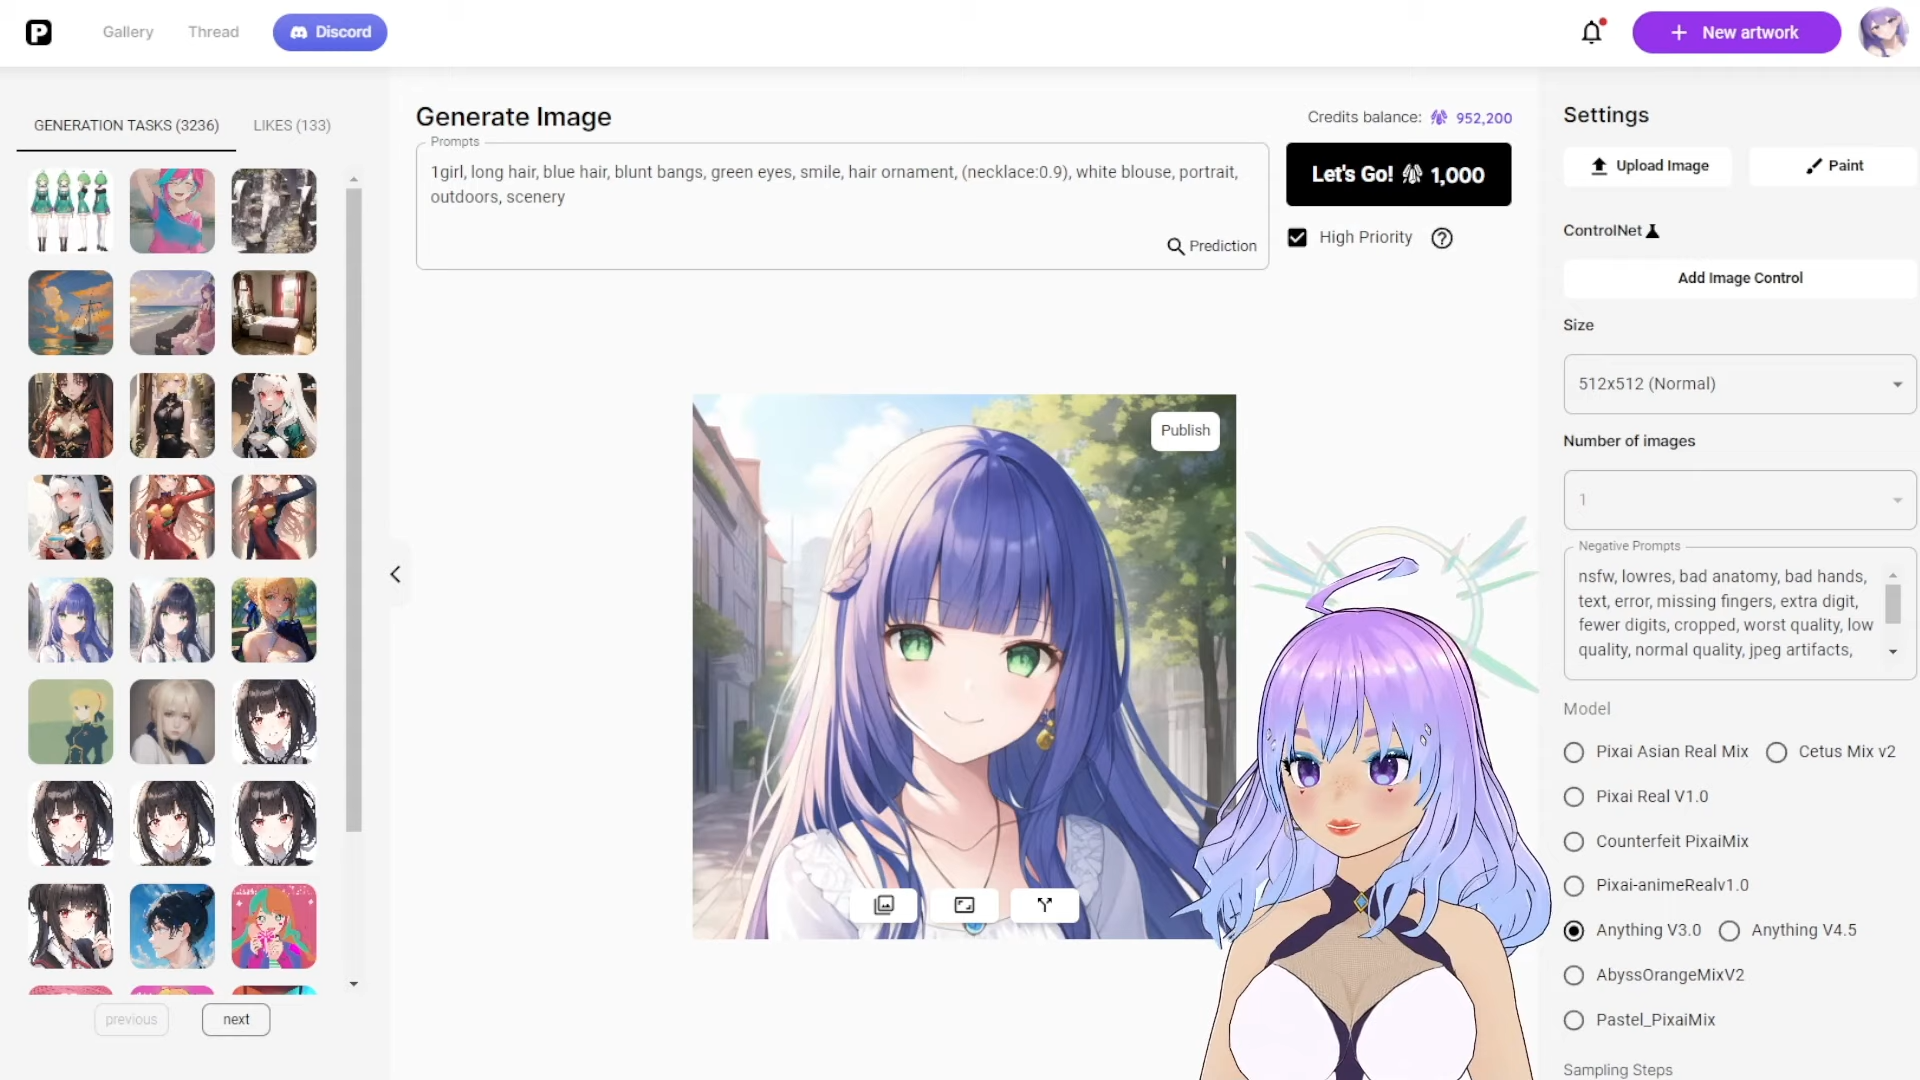 P
Gallery
Thread
Discord
New artwork
GENERATION TASKS (3236)
LIKES (133)
previous
next
Generate Image
Credits balance: 952,200
Prompts
1girl, long hair, blue hair, blunt bangs, green eyes, smile, hair ornament, (necklace:0.9), white blouse, portrait,
outdoors, scenery
Prediction
Let's Go! 1,000
High Priority
Publish
Settings
Upload Image
Paint
ControlNet
Add Image Control
Size
512x512 (Normal)
Number of images
1
Negative Prompts
nsfw, lowres, bad anatomy, bad hands,
text, error, missing fingers, extra digit,
fewer digits, cropped, worst quality, low
quality, normal quality, jpeg artifacts,
Model
Pixai Asian Real Mix
Cetus Mix v2
Pixai Real V1.0
Counterfeit PixaiMix
Pixai-animeRealv1.0
Anything V3.0
Anything V4.5
AbyssOrangeMixV2
Pastel_PixaiMix
Sampling Steps